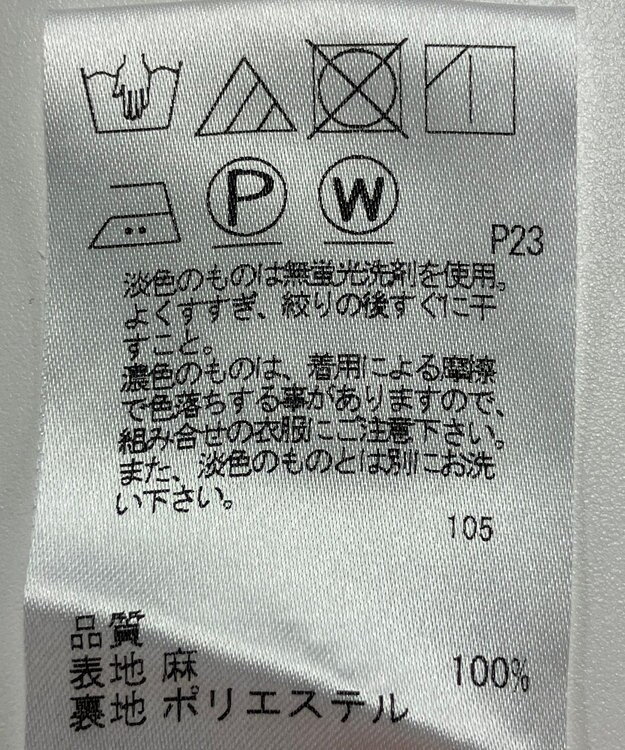 P W
P23
淡色のものは無蛍光洗剤を使用。
よくすすぎ、絞りの後すぐに干
すこと。
濃色のものは、着用による摩擦
で色落ちする事がありますので、
組み合せの衣服にご注意下さい。
また、淡色のものとは別にお洗
い下さい。
105
品質
表地 麻 100%
裏地 ポリエステル